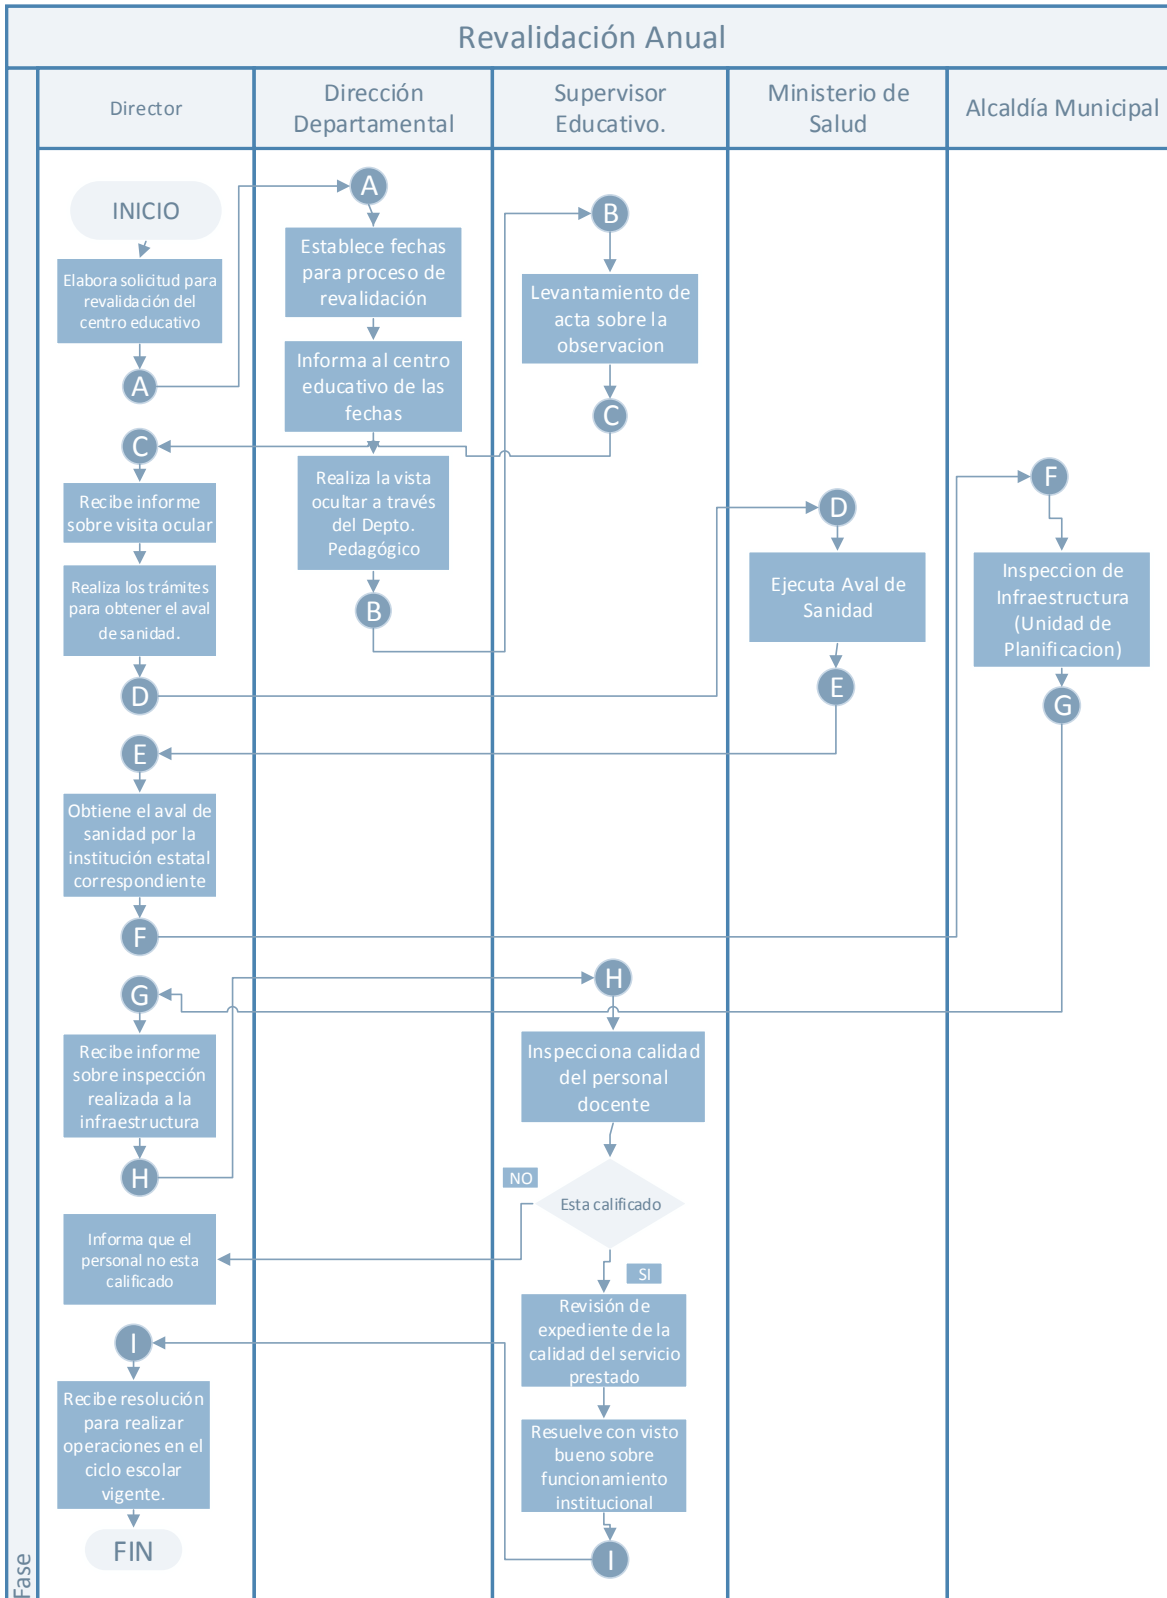 Revalidación Anual
Fase
Director
Dirección
Departamental
Supervisor
Educativo.
Ministerio de
Salud
Alcaldía Municipal
INICIO
Elabora solicitud para
revalidación del
centro educativo
A
C
Recibe informe
sobre visita ocular
Realiza los trámites
para obtener el aval
de sanidad.
D
E
Obtiene el aval de
sanidad por la
institución estatal
correspondiente
F
G
Recibe informe
sobre inspección
realizada a la
infraestructura
H
Informa que el
personal no esta
calificado
I
Recibe resolución
para realizar
operaciones en el
ciclo escolar
vigente.
FIN
A
Establece fechas
para proceso de
revalidación
Informa al centro
educativo de las
fechas
Realiza la vista
ocultar a través
del Depto.
Pedagógico
B
B
Levantamiento de
acta sobre la
observacion
C
H
Inspecciona calidad
del personal
docente
Esta calificado
NO
SI
Revisión de
expediente de la
calidad del servicio
prestado
Resuelve con visto
bueno sobre
funcionamiento
institucional
I
D
Ejecuta Aval de
Sanidad
E
F
Inspeccion de
Infraestructura
(Unidad de
Planificacion)
G